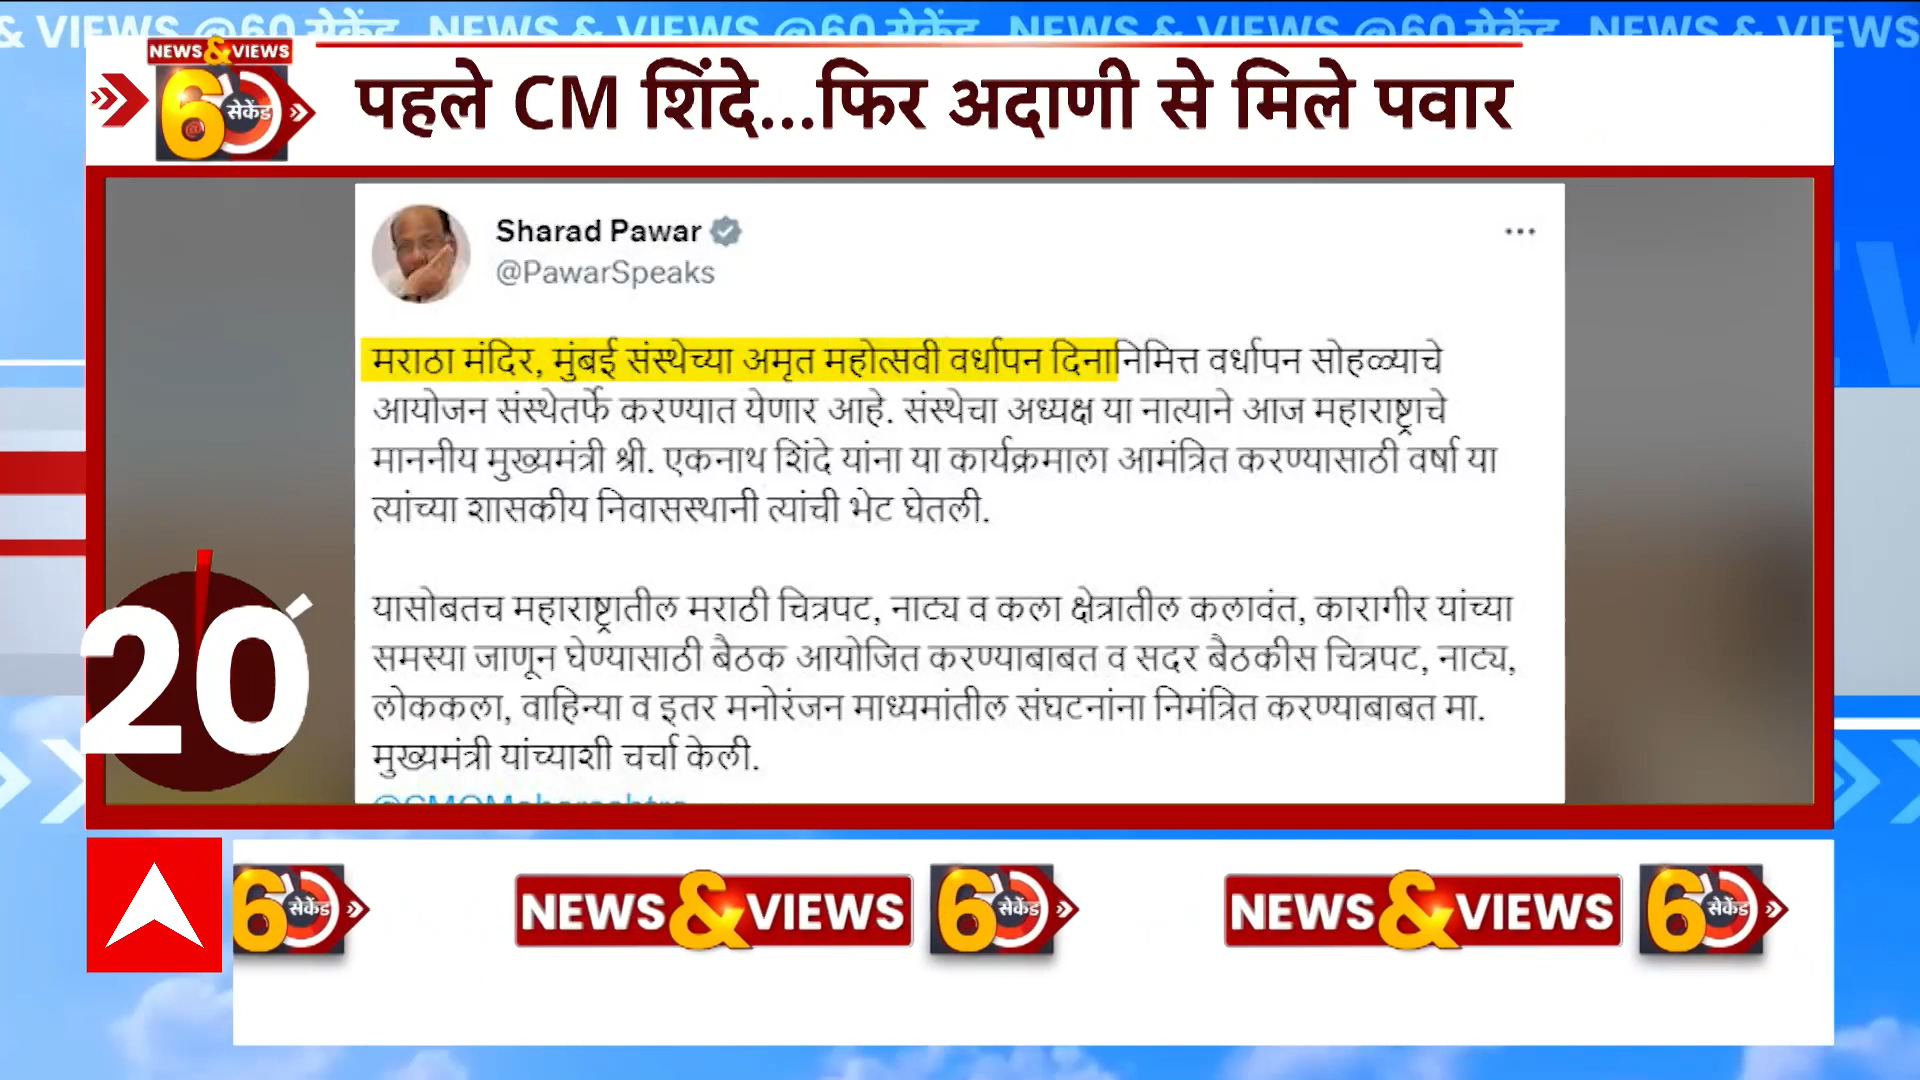 & VIEWS @60 सेकेंड NEWS & VIEWS @60 सेकेंड NEWS & VIEWS @60 सेकेंड NEWS & VIEWS
NEWS & VIEWS
60 सेकेंड
पहले CM शिंदे...फिर अदाणी से मिले पवार
Sharad Pawar
@PawarSpeaks
मराठा मंदिर, मुंबई संस्थेच्या अमृत महोत्सवी वर्धापन दिनानिमित्त वर्धापन सोहळ्याचे
आयोजन संस्थेतर्फे करण्यात येणार आहे. संस्थेचा अध्यक्ष या नात्याने आज महाराष्ट्राचे
माननीय मुख्यमंत्री श्री. एकनाथ शिंदे यांना या कार्यक्रमाला आमंत्रित करण्यासाठी वर्षा या
त्यांच्या शासकीय निवासस्थानी त्यांची भेट घेतली.
यासोबतच महाराष्ट्रातील मराठी चित्रपट, नाट्य व कला क्षेत्रातील कलावंत, कारागीर यांच्या
समस्या जाणून घेण्यासाठी बैठक आयोजित करण्याबाबत व सदर बैठकीस चित्रपट, नाट्य,
लोककला, वाहिन्या व इतर मनोरंजन माध्यमांतील संघटनांना निमंत्रित करण्याबाबत मा.
मुख्यमंत्री यांच्याशी चर्चा केली.
@CMOMaharashtra
20
60 सेकेंड NEWS & VIEWS 60 सेकेंड NEWS & VIEWS 60 सेकेंड